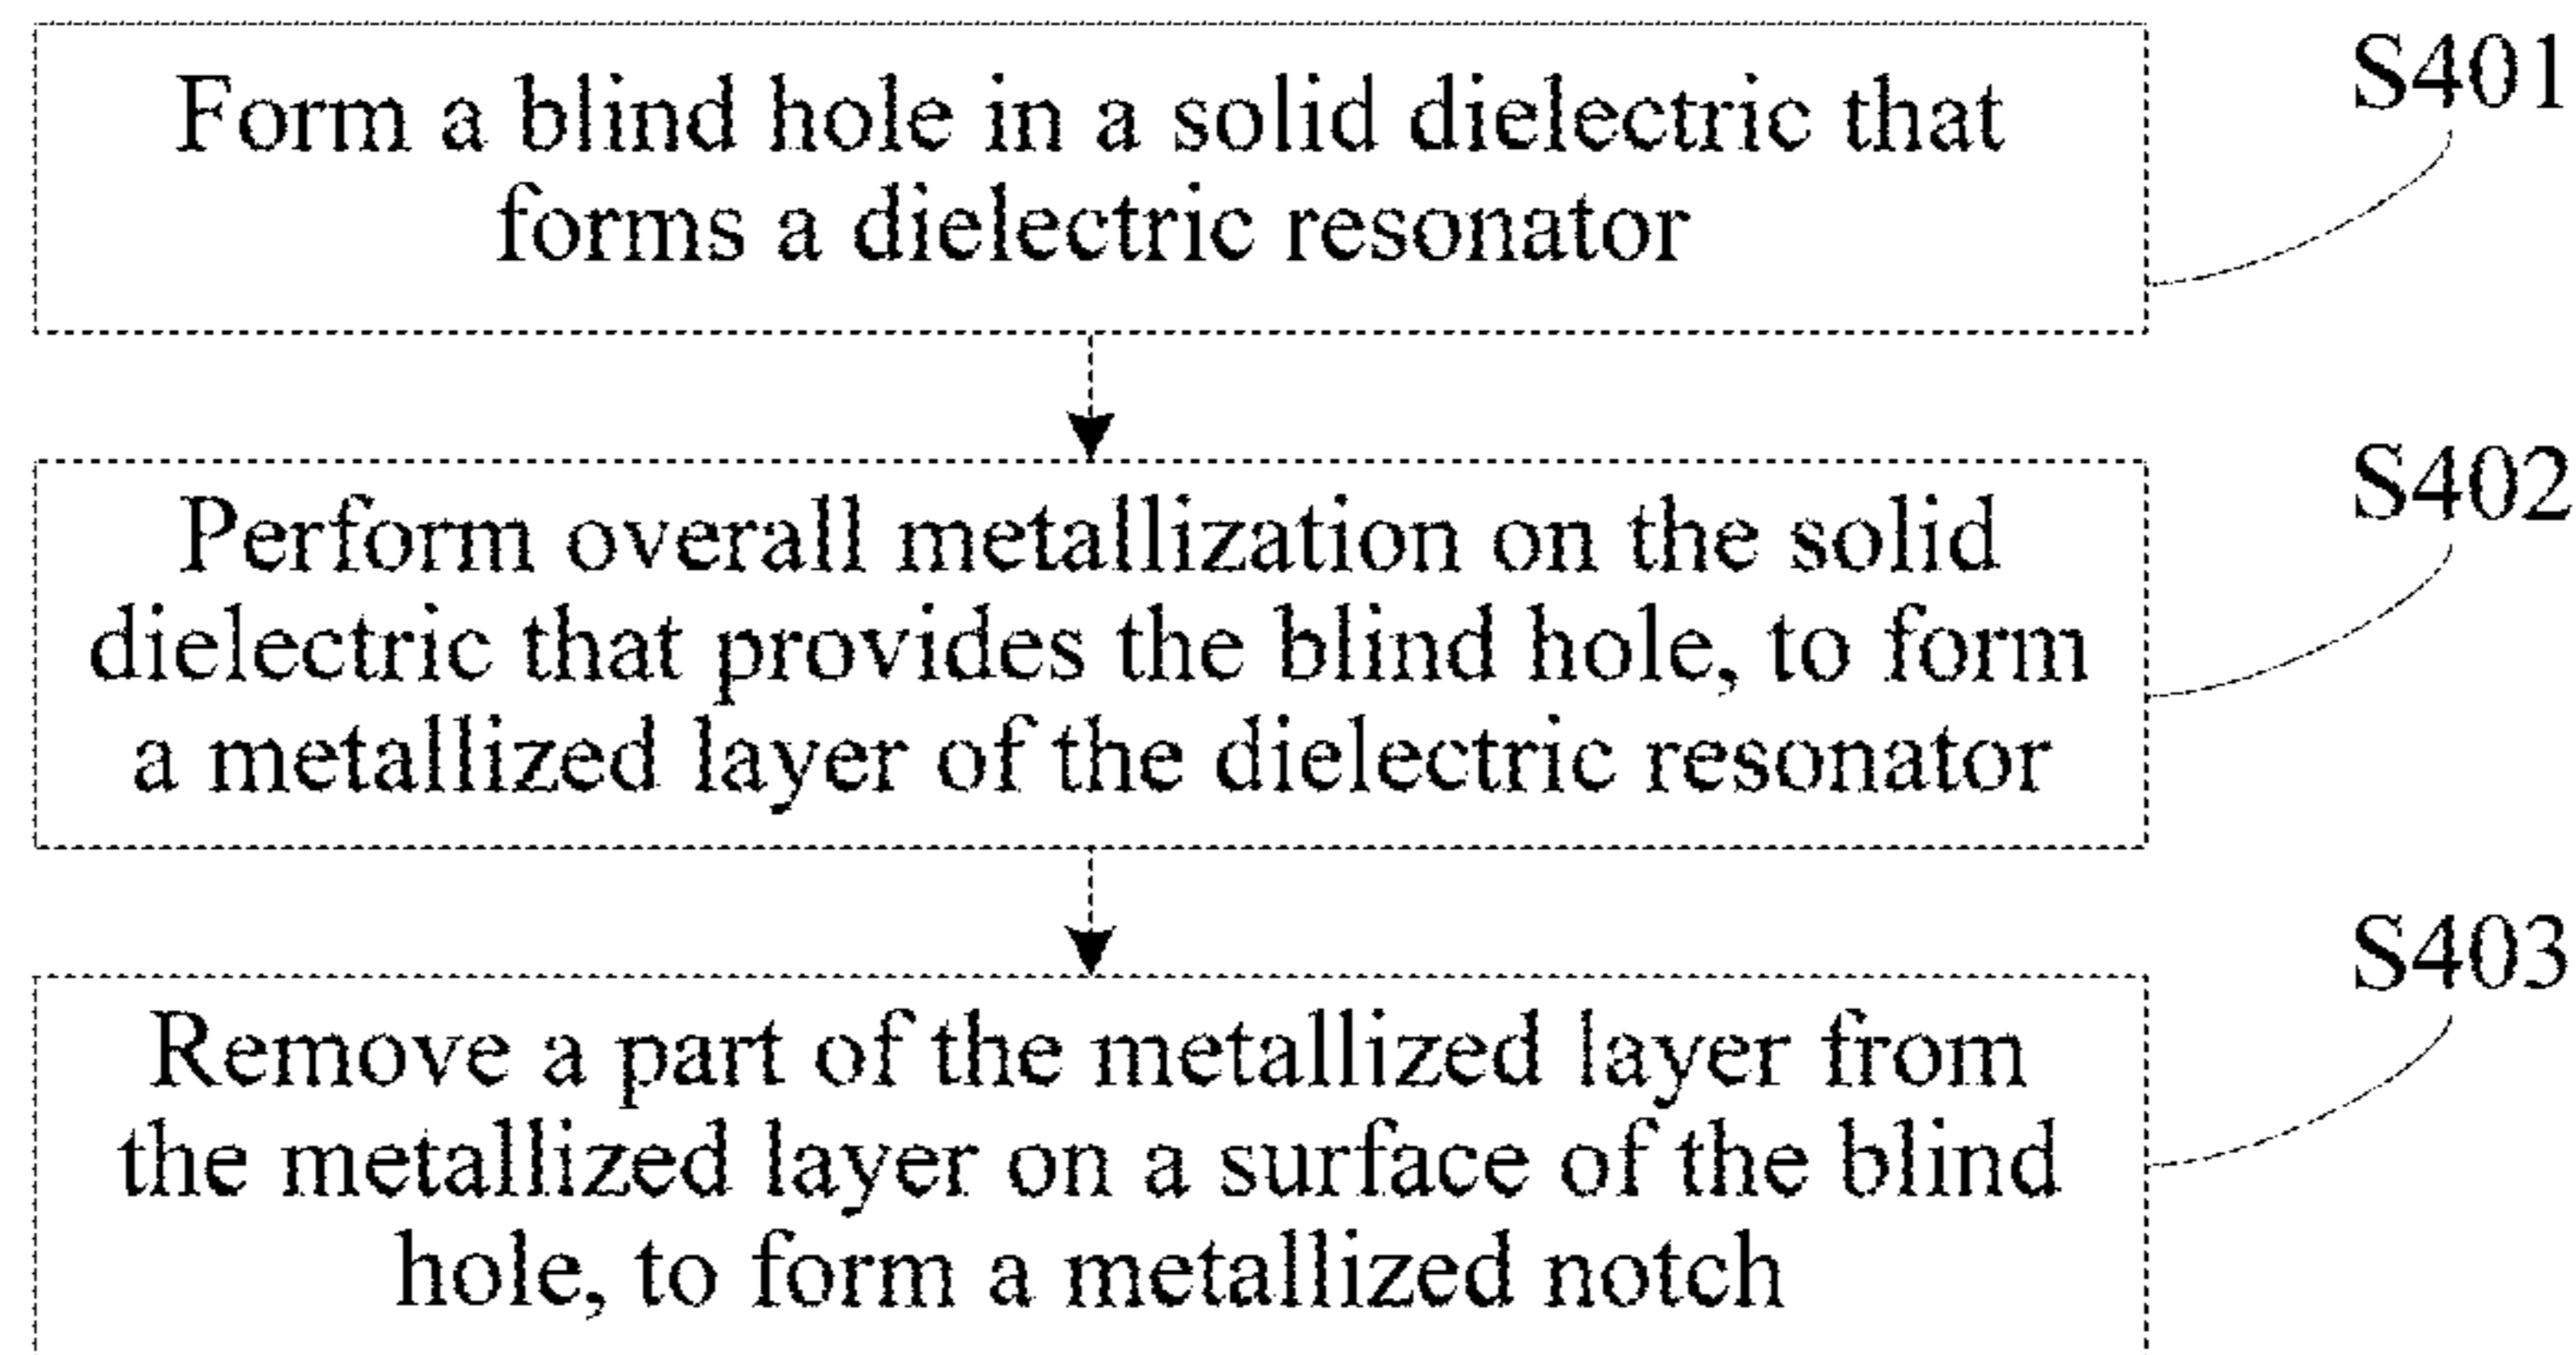 Form a blind hole in a solid dielectric that
forms a dielectric resonator
S401
Perform overall metallization on the solid
dielectric that provides the blind hole, to form
a metallized layer of the dielectric resonator
S402
Remove a part of the metallized layer from
the metallized layer on a surface of the blind
hole, to form a metallized notch
S403